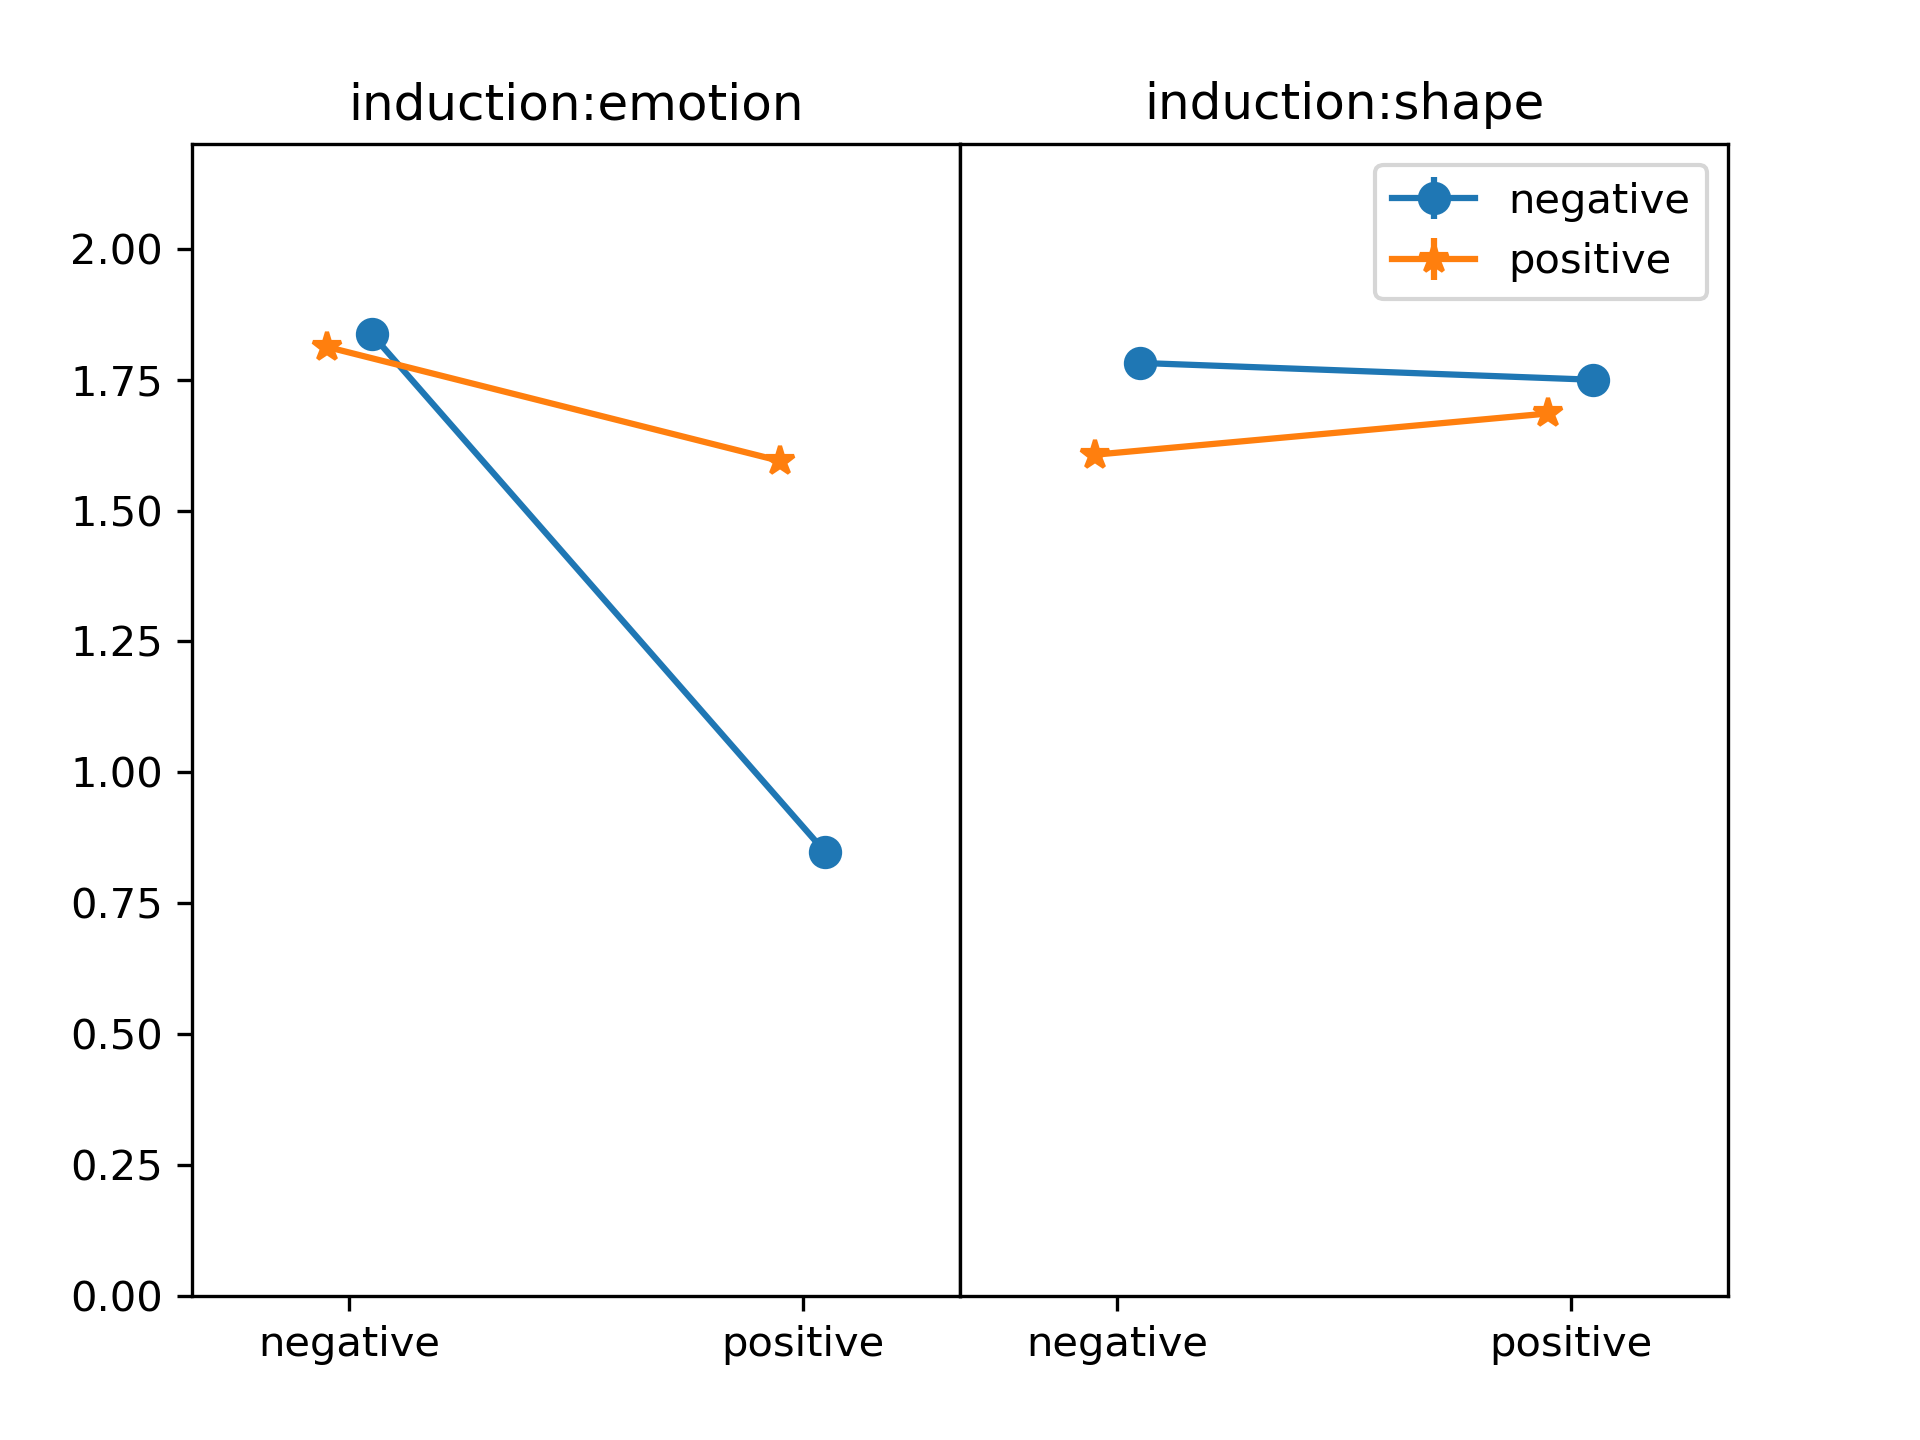 induction:emotion
induction:shape
negative
positive
2.00
1.75
1.50
1.25
1.00
0.75
0.50
0.25
0.00
negative
positive
negative
positive